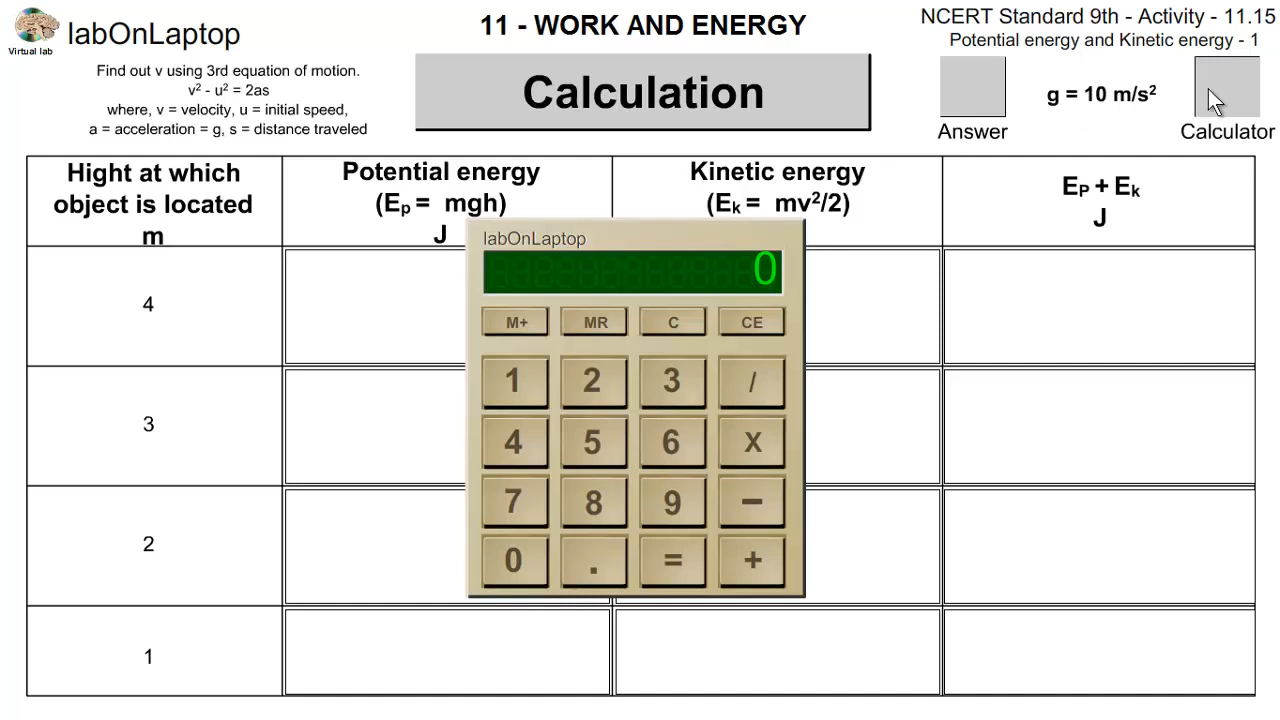 Virtual lab
labOnLaptop
11 - WORK AND ENERGY
NCERT Standard 9th - Activity - 11.15
Potential energy and Kinetic energy - 1
Find out v using 3rd equation of motion.
v² - u² = 2as
where, v = velocity, u = initial speed,
a = acceleration = g, s = distance traveled
Calculation
g = 10 m/s²
Answer
Calculator
Hight at which
object is located
m
Potential energy
(Eₚ = mgh)
J
Kinetic energy
(Eₖ = mv²/2)
Eₚ + Eₖ
J
4
3
2
1
labOnLaptop
0
M+ MR C CE
1 2 3 /
4 5 6 X
7 8 9 −
0 . = +